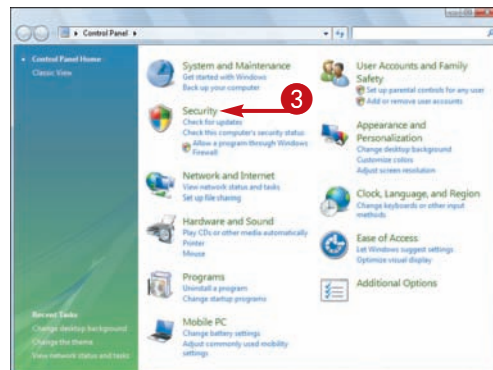 Control Panel
Control Panel Home
Classic View
System and Maintenance
Get started with Windows
Back up your computer
Security
3
Check for updates
Check this computer's security status
Allow a program through Windows
Firewall
Network and Internet
View network status and tasks
Set up file sharing
Hardware and Sound
Play CDs or other media automatically
Printer
Mouse
Programs
Uninstall a program
Change startup programs
Mobile PC
Change battery settings
Adjust commonly used mobility
settings
User Accounts and Family
Safety
Set up parental controls for any user
Add or remove user accounts
Appearance and
Personalization
Change desktop background
Customize colors
Adjust screen resolution
Clock, Language, and Region
Change keyboards or other input
methods
Ease of Access
Let Windows suggest settings
Optimize visual display
Additional Options
Recent Tasks
Change desktop background
Change the theme
View network status and tasks